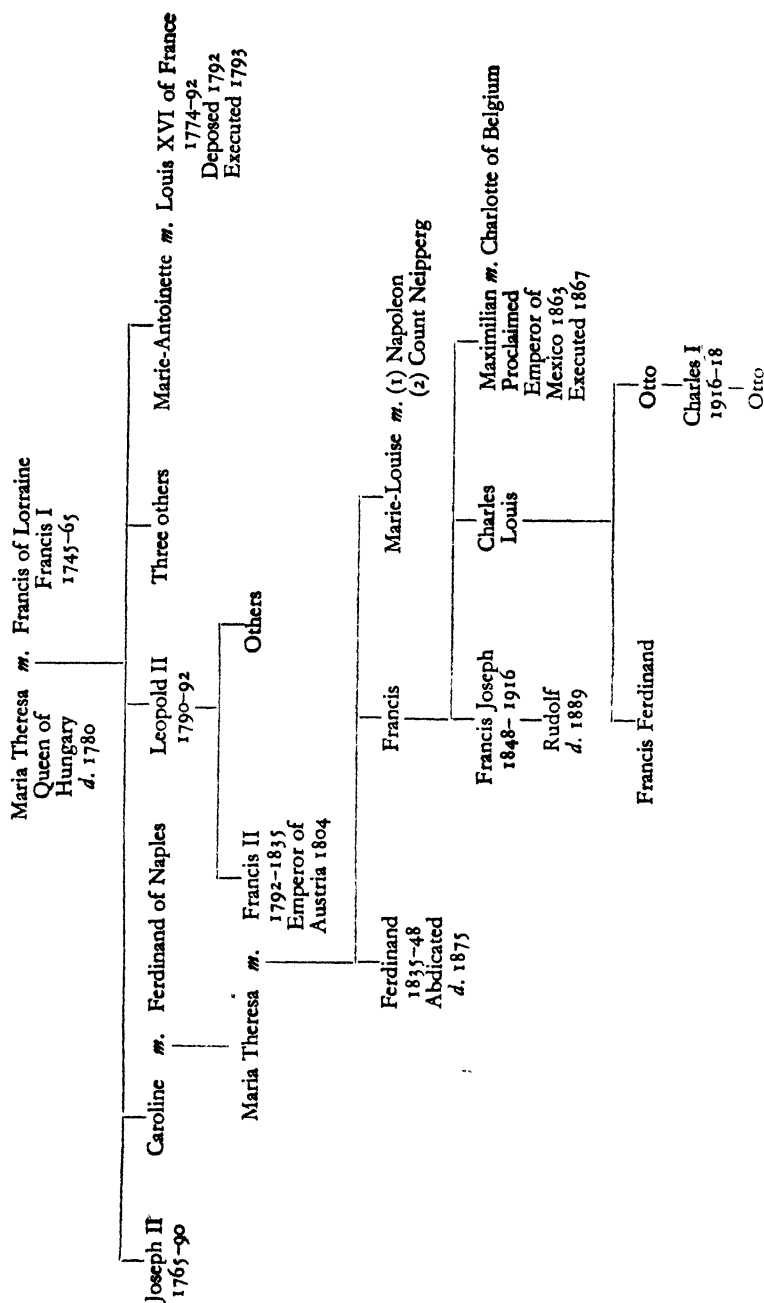 Maria Theresa m. Francis of Lorraine
Queen of
Hungary
d. 1780
Francis I
1745–65
Joseph II
1765–90
Caroline m. Ferdinand of Naples
Leopold II
1790–92
Three others
Marie-Antoinette m. Louis XVI of France
1774–92
Deposed 1792
Executed 1793
Maria Theresa m. Francis II
1792–1835
Emperor of
Austria 1804
Others
Ferdinand
1835–48
Abdicated
d. 1875
Francis
Marie-Louise m. (1) Napoleon
(2) Count Neipperg
Francis Joseph
1848– 1916
Charles
Louis
Maximilian m. Charlotte of Belgium
Proclaimed
Emperor of
Mexico 1863
Executed 1867
Rudolf
d. 1889
Francis Ferdinand
Otto
Charles I
1916–18
Otto